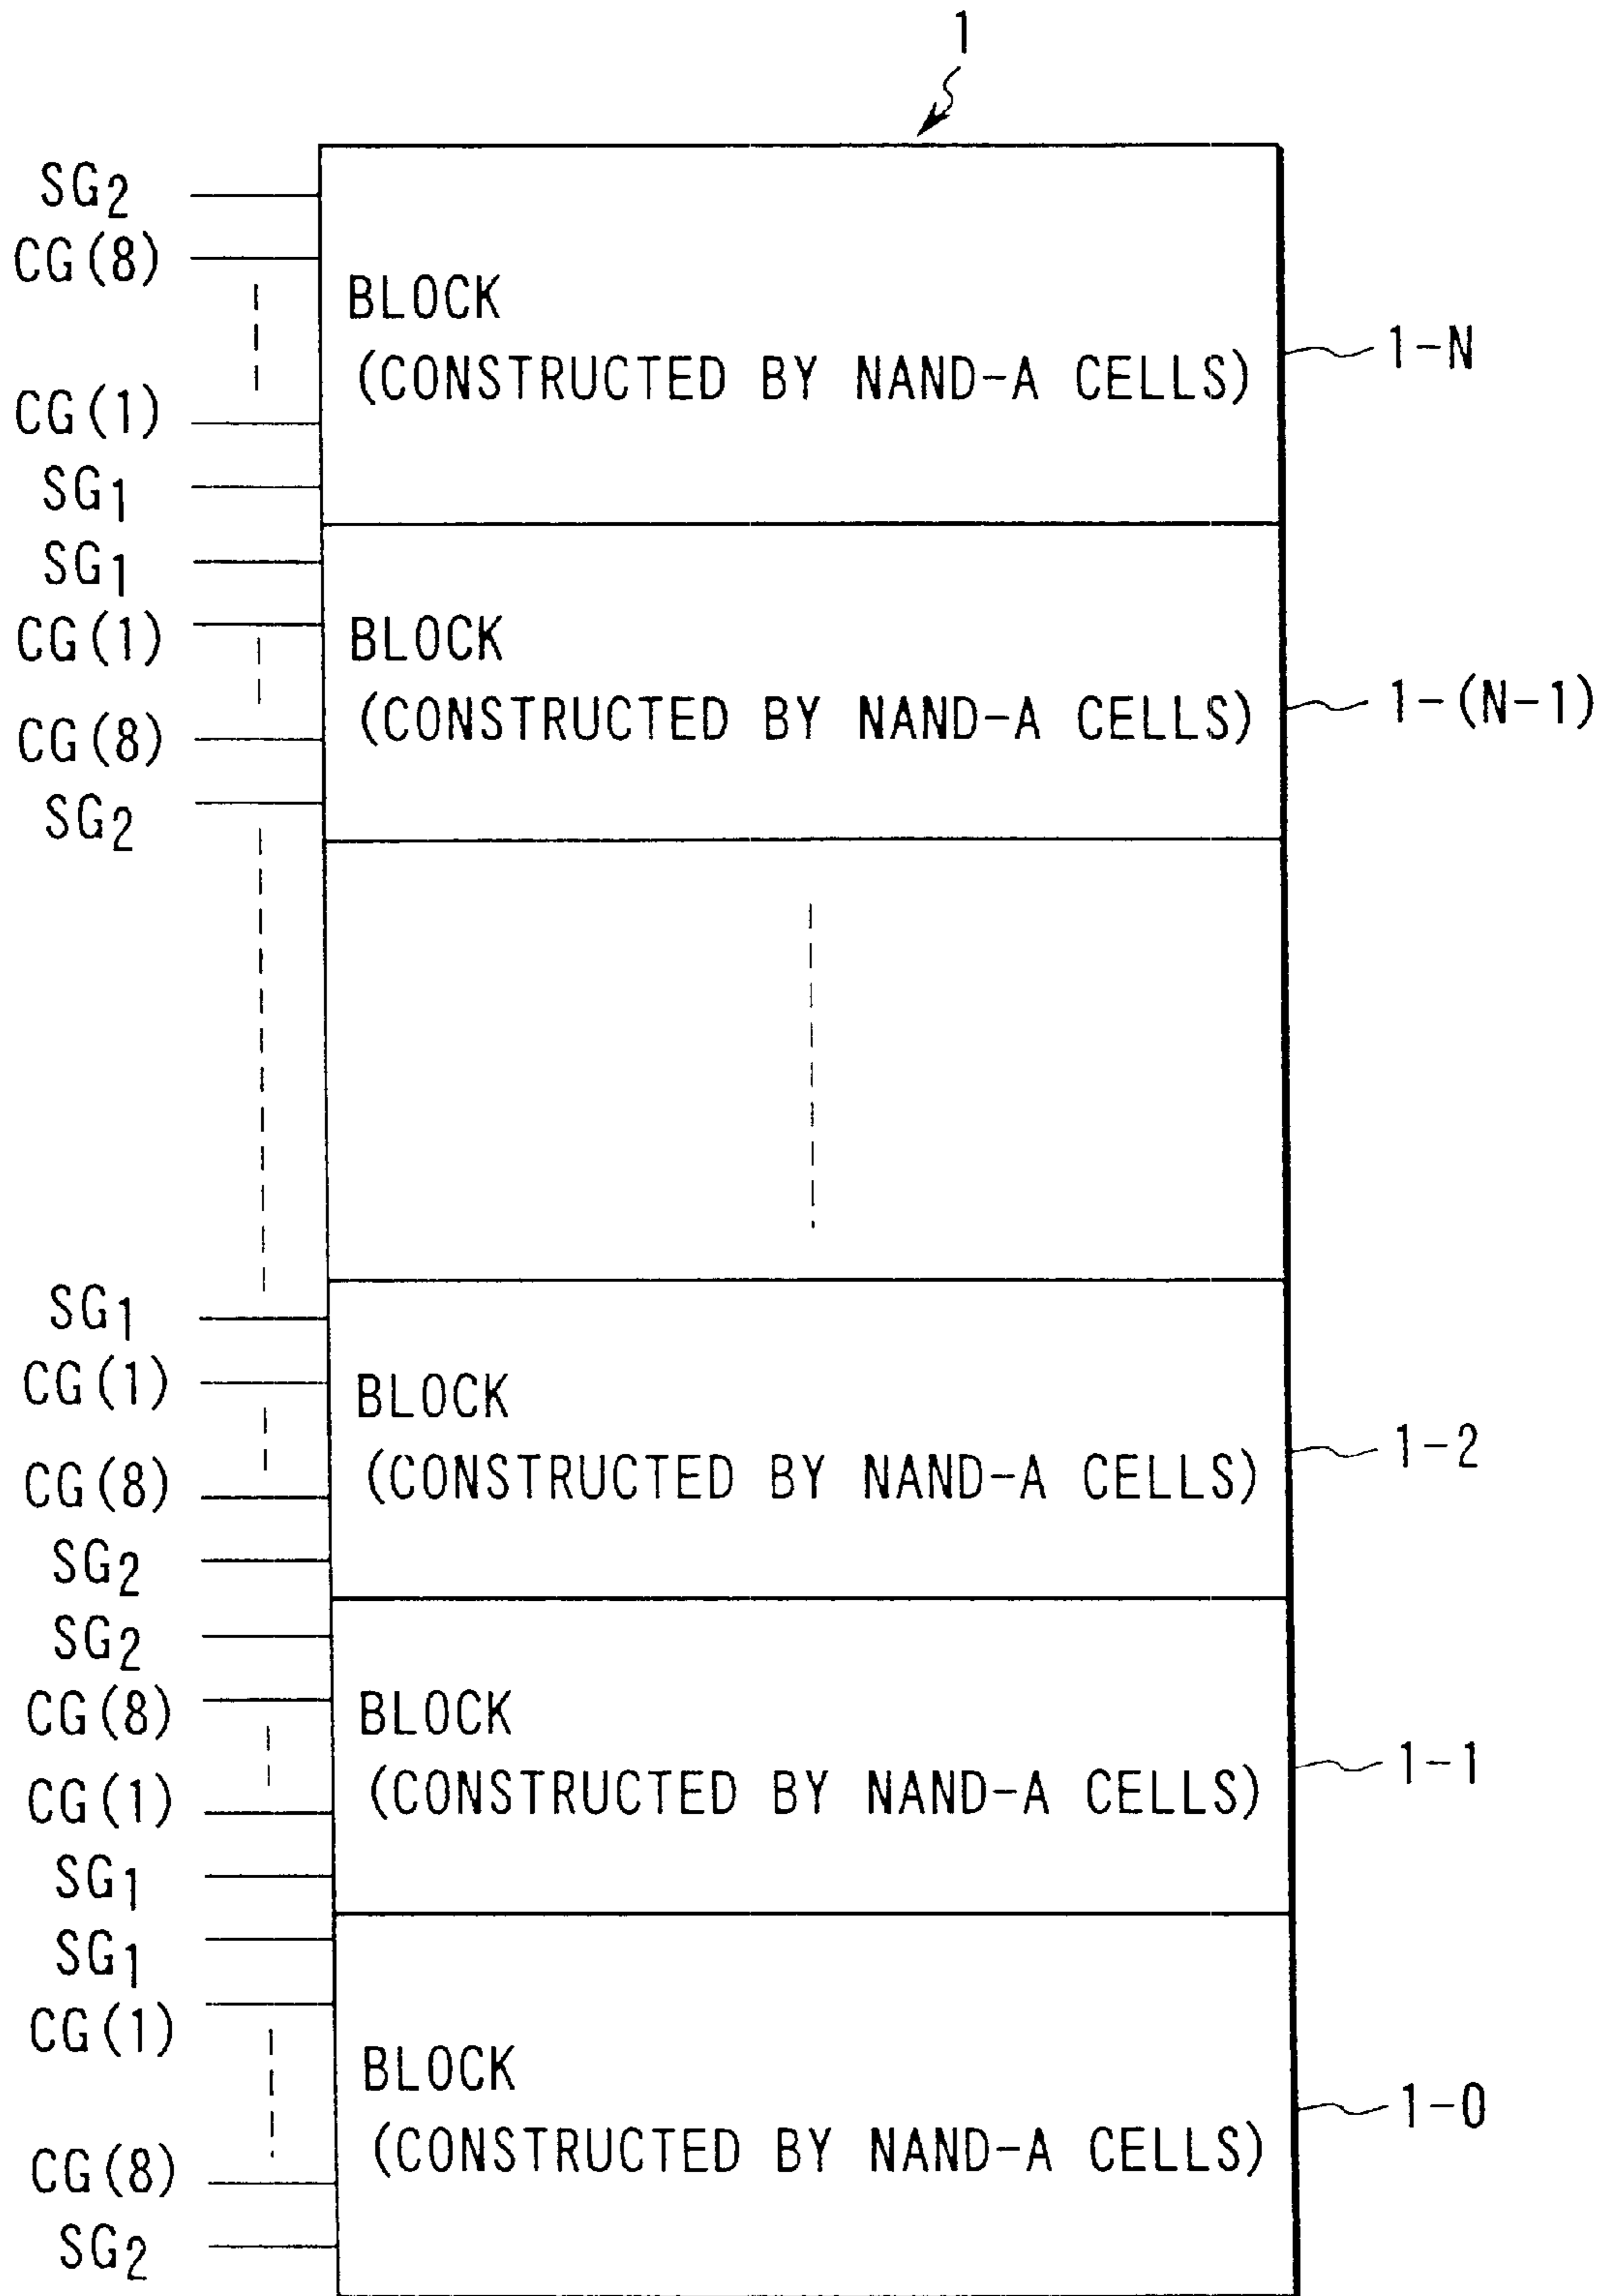 1
SG2
CG(8)
BLOCK
(CONSTRUCTED BY NAND-A CELLS)
1-N
CG(1)
SG1
SG1
CG(1)
BLOCK
(CONSTRUCTED BY NAND-A CELLS)
1-(N-1)
CG(8)
SG2
SG1
CG(1)
BLOCK
(CONSTRUCTED BY NAND-A CELLS)
1-2
CG(8)
SG2
SG2
CG(8)
BLOCK
(CONSTRUCTED BY NAND-A CELLS)
1-1
CG(1)
SG1
SG1
CG(1)
BLOCK
(CONSTRUCTED BY NAND-A CELLS)
1-0
CG(8)
SG2